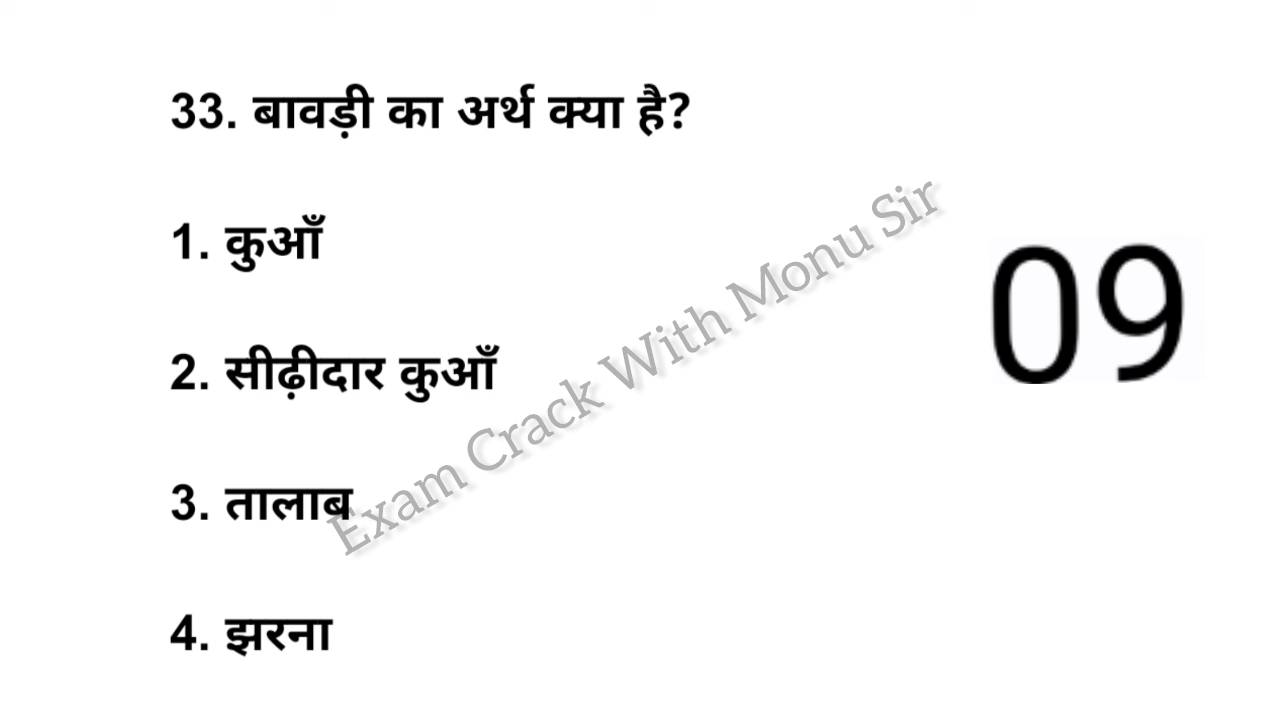 33. बावड़ी का अर्थ क्या है?
1. कुआँ
2. सीढ़ीदार कुआँ
3. तालाब
4. झरना
09
Exam Crack With Monu Sir